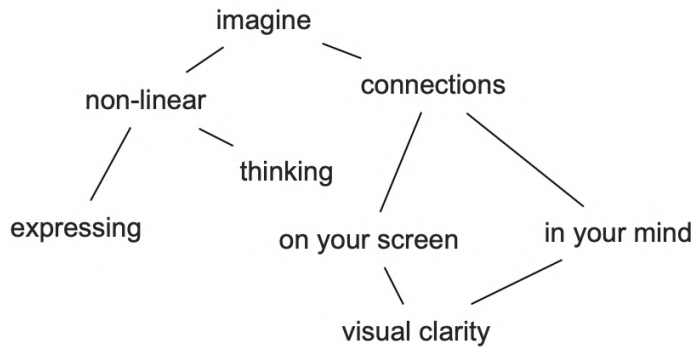 imagine
connections
non-linear
thinking
expressing
on your screen
in your mind
visual clarity